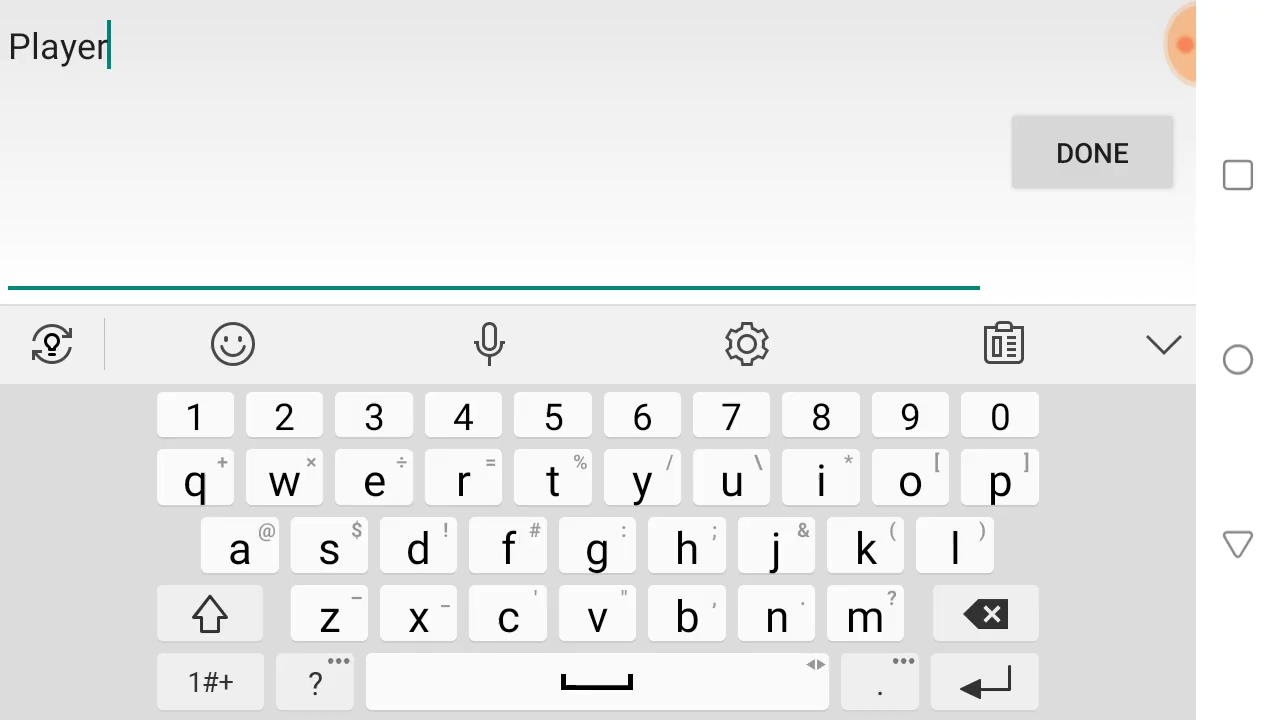 Player
DONE
1 2 3 4 5 6 7 8 9 0
q + w × e ÷ r = t % y / u \ i * o [ p ]
a @ s $ d ! f # g : h ; j & k ( l )
z – x - c ' v " b , n . m ?
1#+ ? .